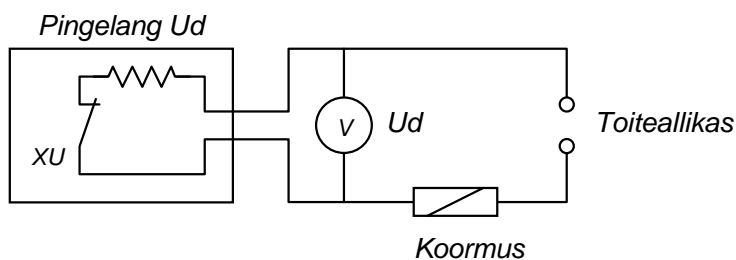 Pingelang Ud
XU
V
Ud
Toiteallikas
Koormus